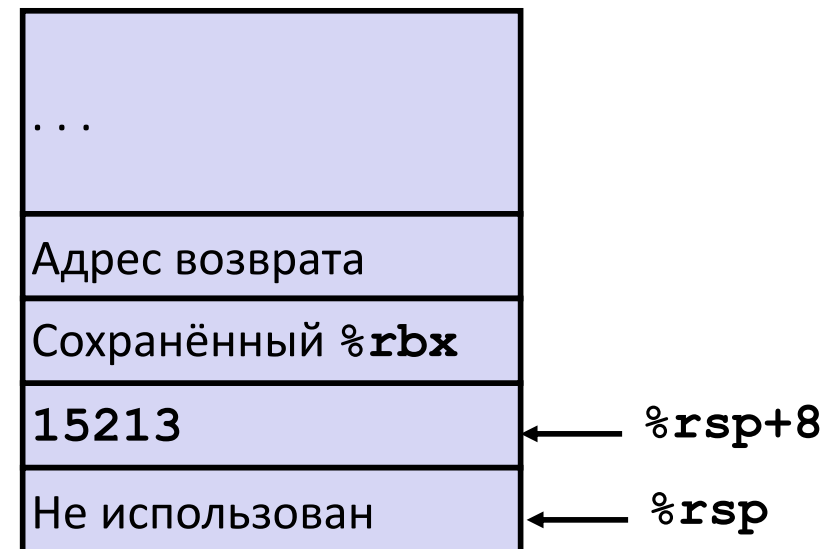 . . .
Адрес возврата
Сохранённый %rbx
15213
%rsp+8
Не использован
%rsp